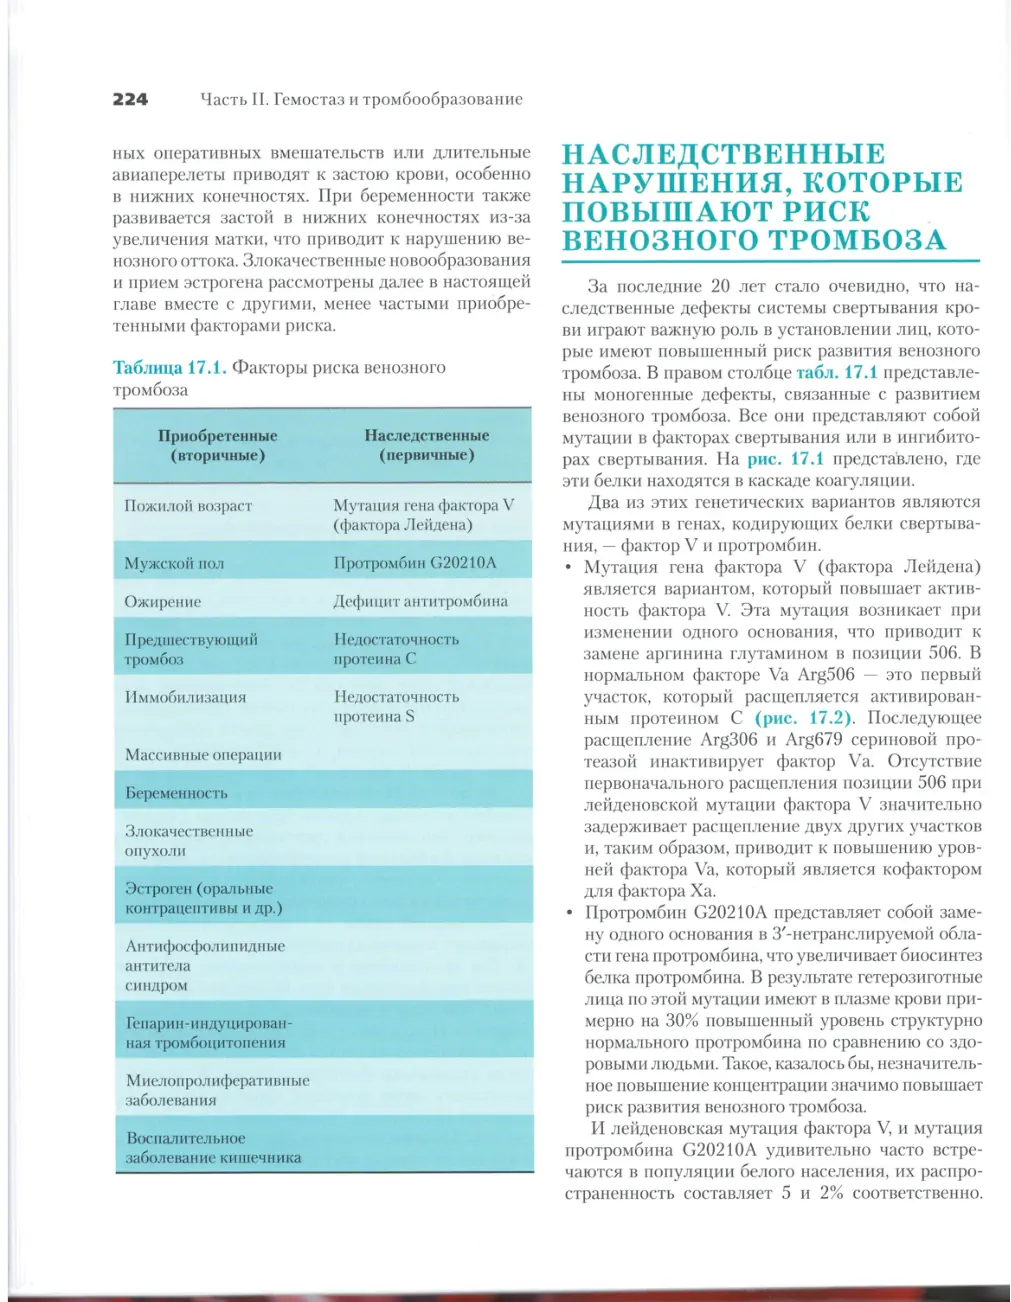 224 Часть II. Гемостаз и тромбообразование
ных оперативных вмешательств или длительные
авиаперелеты приводят к застою крови, особенно
в нижних конечностях. При беременности также
развивается застой в нижних конечностях из-за
увеличения матки, что приводит к нарушению ве-
нозного оттока. Злокачественные новообразования
и прием эстрогена рассмотрены далее в настоящей
главе вместе с другими, менее частыми приобре-
тенными факторами риска.
Таблица 17.1. Факторы риска венозного
тромбоза
Приобретенные Наследственные
(вторичные) (первичные)
Пожилой возраст Мутация гена фактора V
(фактора Лейдена)
Мужской пол Протромбин G20210A
Ожирение Дефицит антитромбина
Предшествующий Недостаточность
тромбоз протеина C
Иммобилизация Недостаточность
протеина S
Массивные операции
Беременность
Злокачественные
опухоли
Эстроген (оральные
контрацептивы и др.)
Антифосфолипидные
антитела
синдром
Гепарин-индуцирован-
ная тромбоцитопения
Миелопролиферативные
заболевания
Воспалительное
заболевание кишечника
НАСЛЕДСТВЕННЫЕ
НАРУШЕНИЯ, КОТОРЫЕ
ПОВЫШАЮТ РИСК
ВЕНОЗНОГО ТРОМБОЗА
За последние 20 лет стало очевидно, что на-
следственные дефекты системы свертывания кро-
ви играют важную роль в установлении лиц, кото-
рые имеют повышенный риск развития венозного
тромбоза. В правом столбце табл. 17.1 представле-
ны моногенные дефекты, связанные с развитием
венозного тромбоза. Все они представляют собой
мутации в факторах свертывания или в ингибито-
рах свертывания. На рис. 17.1 представлено, где
эти белки находятся в каскаде коагуляции.
Два из этих генетических вариантов являются
мутациями в генах, кодирующих белки свертыва-
ния, — фактор V и протромбин.
• Мутация гена фактора V (фактора Лейдена)
является вариантом, который повышает актив-
ность фактора V. Эта мутация возникает при
изменении одного основания, что приводит к
замене аргинина глутамином в позиции 506. В
нормальном факторе Va Arg506 — это первый
участок, который расщепляется активирован-
ным протеином C (рис. 17.2). Последующее
расщепление Arg306 и Arg679 сериновой про-
теазой инактивирует фактор Va. Отсутствие
первоначального расщепления позиции 506 при
лейденовской мутации фактора V значительно
задерживает расщепление двух других участков
и, таким образом, приводит к повышению уров-
ней фактора Va, который является кофактором
для фактора Xa.
• Протромбин G20210A представляет собой заме-
ну одного основания в 3′-нетранслируемой обла-
сти гена протромбина, что увеличивает биосинтез
белка протромбина. В результате гетерозиготные
лица по этой мутации имеют в плазме крови при-
мерно на 30% повышенный уровень структурно
нормального протромбина по сравнению со здо-
ровыми людьми. Такое, казалось бы, незначитель-
ное повышение концентрации значимо повышает
риск развития венозного тромбоза.
И лейденовская мутация фактора V, и мутация
протромбина G20210A удивительно часто встре-
чаются в популяции белого населения, их распро-
страненность составляет 5 и 2% соответственно.